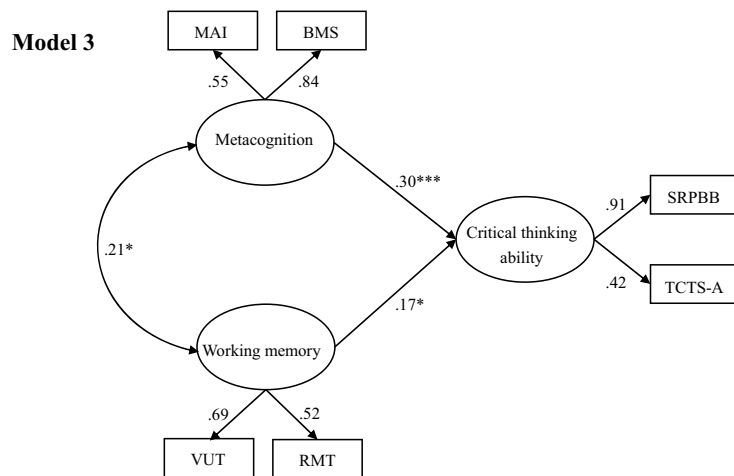 MAI
BMS
Model 3
.55
.84
Metacognition
.30***
.91
SRPBB
Critical thinking
ability
.21*
.42
TCTS-A
.17*
Working memory
.69
.52
VUT
RMT